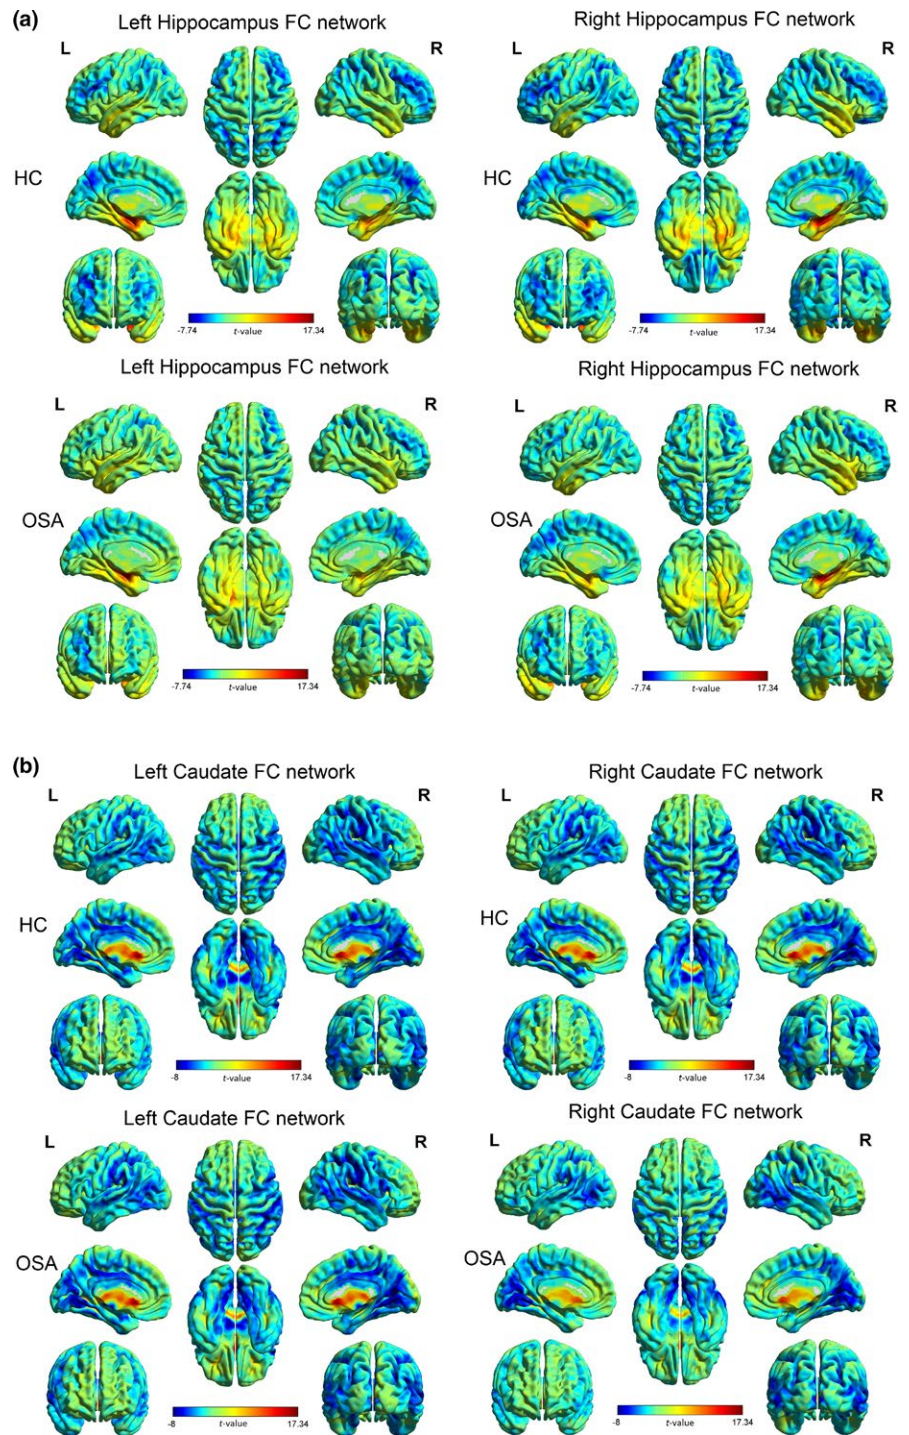 (a)
Left Hippocampus FC network
Right Hippocampus FC network
L
R
L
R
HC
HC
-7.74
t-value
17.34
-7.74
t-value
17.34
Left Hippocampus FC network
Right Hippocampus FC network
L
R
L
R
OSA
OSA
-7.74
t-value
17.34
-7.74
t-value
17.34
(b)
Left Caudate FC network
Right Caudate FC network
L
R
L
R
HC
HC
-8
t-value
17.34
-8
t-value
17.34
Left Caudate FC network
Right Caudate FC network
L
R
L
R
OSA
OSA
-8
t-value
17.34
-8
t-value
17.34